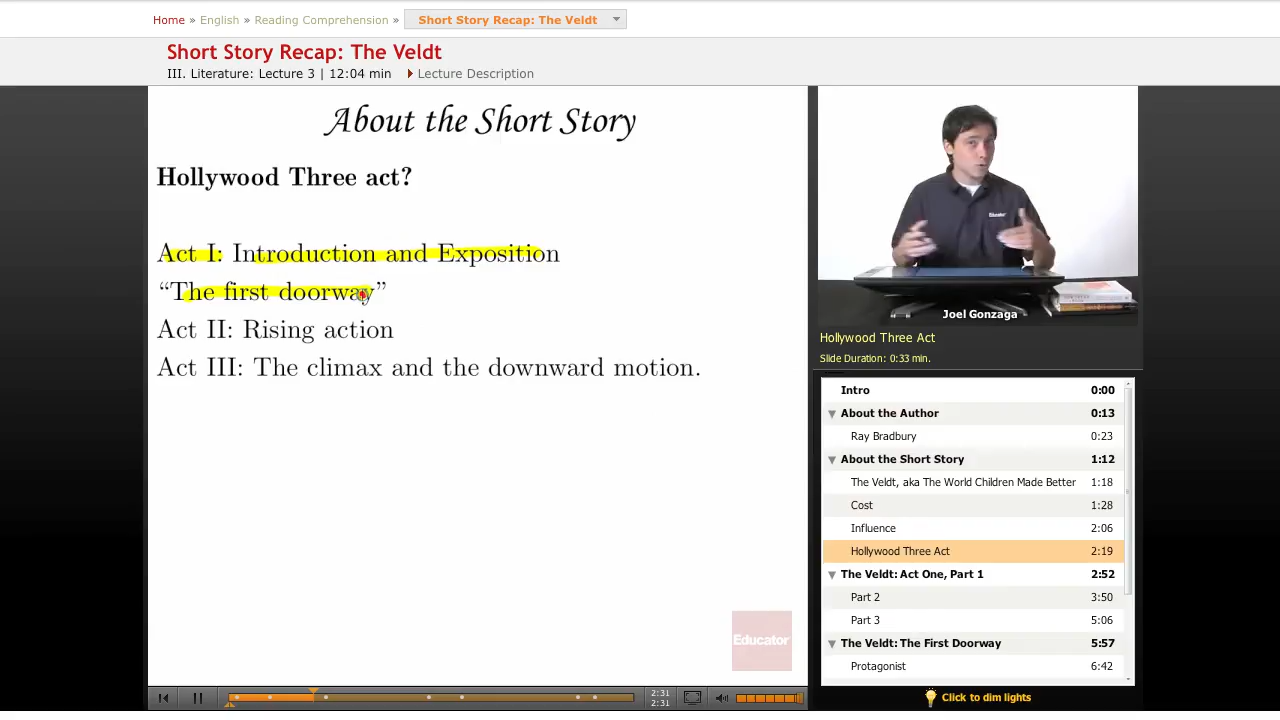 Home » English » Reading Comprehension » Short Story Recap: The Veldt
Short Story Recap: The Veldt
III. Literature: Lecture 3 | 12:04 min Lecture Description
About the Short Story
Hollywood Three act?
Act I: Introduction and Exposition
“The first doorway”
Act II: Rising action
Act III: The climax and the downward motion.
Educator
Educator
Joel Gonzaga
Hollywood Three Act
Slide Duration: 0:33 min.
Intro 0:00
About the Author 0:13
Ray Bradbury 0:23
About the Short Story 1:12
The Veldt, aka The World Children Made Better 1:18
Cost 1:28
Influence 2:06
Hollywood Three Act 2:19
The Veldt: Act One, Part 1 2:52
Part 2 3:50
Part 3 5:06
The Veldt: The First Doorway 5:57
Protagonist 6:42
2:31
2:31
Click to dim lights